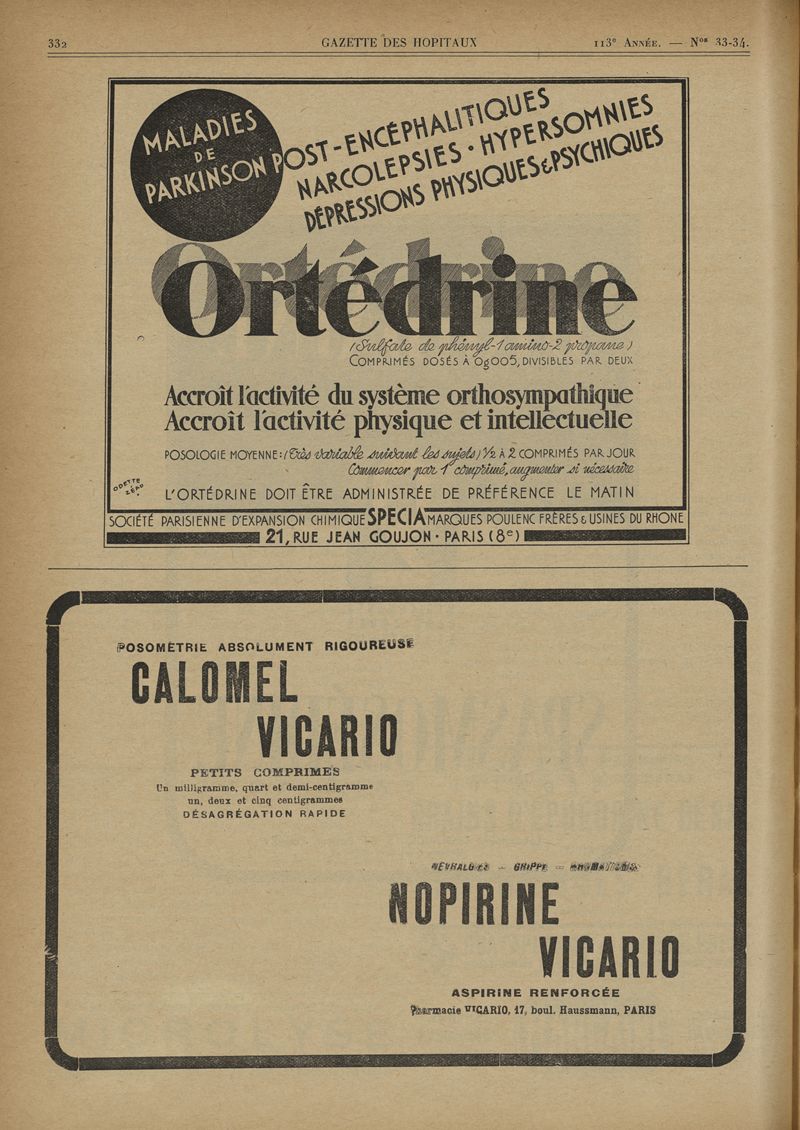 332
GAZETTE DES HOPITAUX
113e ANNÉE. — Nos 33-34.
MALADIES
DE
PARKINSON POST-ENCÉPHALITIQUES
NARCOLEPSIES · HYPERSOMNIES
DÉPRESSIONS PHYSIQUES & PSYCHIQUES
Ortédrine
(Sulfate de phényl-1 amino-2 propane)
COMPRIMÉS DOSÉS À 0g005, DIVISIBLES PAR DEUX
Accroît l'activité du système orthosympathique
Accroît l'activité physique et intellectuelle
POSOLOGIE MOYENNE: (très variable suivant les sujets) 1/2 À 2 COMPRIMÉS PAR JOUR
Commencer par 1 comprimé, augmenter si nécessaire
ODETTE
ZÉPO
L'ORTÉDRINE DOIT ÊTRE ADMINISTRÉE DE PRÉFÉRENCE LE MATIN
SOCIÉTÉ PARISIENNE D'EXPANSION CHIMIQUE SPECIA MARQUES POULENC FRÈRES & USINES DU RHONE
21, RUE JEAN GOUJON · PARIS (8e)
POSOMETRIE ABSOLUMENT RIGOUREUSE
CALOMEL
VICARIO
PETITS COMPRIMES
Un milligramme, quart et demi-centigramme
un, deux et cinq centigrammes
DÉSAGRÉGATION RAPIDE
— GRIPPE —
NOPIRINE
VICARIO
ASPIRINE RENFORCÉE
Pharmacie VICARIO, 17, boul. Haussmann, PARIS